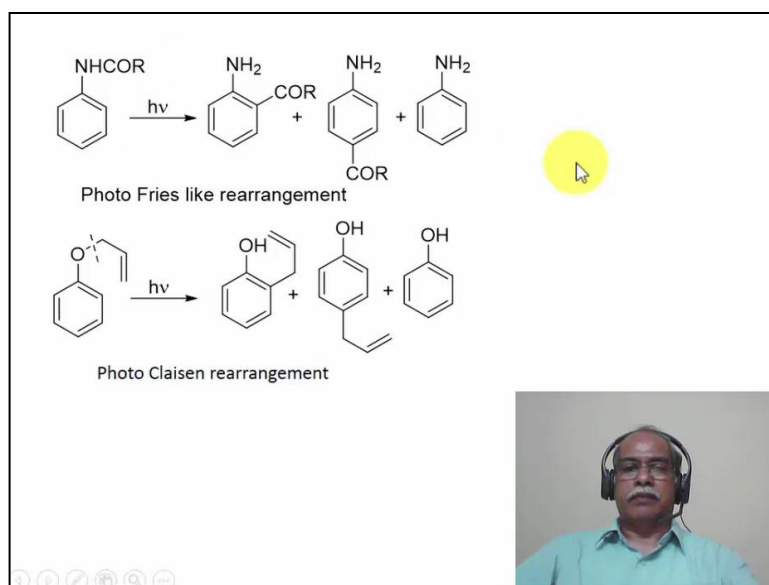 NHCOR
hν
NH2
COR
+
NH2
COR
+
NH2
Photo Fries like rearrangement
O
hν
OH
+
OH
+
OH
Photo Claisen rearrangement